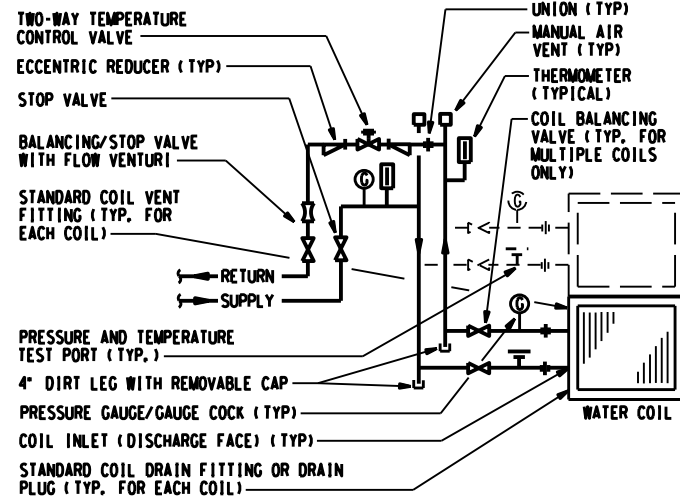 TWO-WAY TEMPERATURE
CONTROL VALVE
ECCENTRIC REDUCER (TYP)
STOP VALVE
BALANCING/STOP VALVE
WITH FLOW VENTURI
STANDARD COIL VENT
FITTING (TYP. FOR
EACH COIL)
UNION (TYP)
MANUAL AIR
VENT (TYP)
THERMOMETER
(TYPICAL)
COIL BALANCING
VALVE (TYP. FOR
MULTIPLE COILS
ONLY)
G
G
RETURN
SUPPLY
G
PRESSURE AND TEMPERATURE
TEST PORT (TYP.)
4" DIRT LEG WITH REMOVABLE CAP
PRESSURE GAUGE/GAUGE COCK (TYP)
COIL INLET (DISCHARGE FACE) (TYP)
STANDARD COIL DRAIN FITTING OR DRAIN
PLUG (TYP. FOR EACH COIL)
WATER COIL